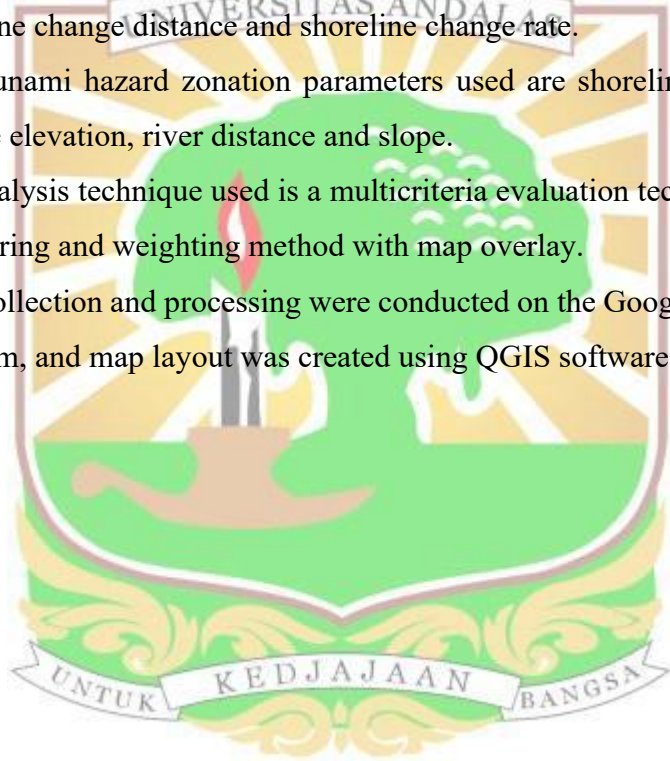 UNIVERSITAS ANDALAS
ne change distance and shoreline change rate.
unami hazard zonation parameters used are shorelin
elevation, river distance and slope.
alysis technique used is a multicriteria evaluation tec
ring and weighting method with map overlay.
ollection and processing were conducted on the Goog
m, and map layout was created using QGIS software
UNTUK KEDJAJAAN BANGSA